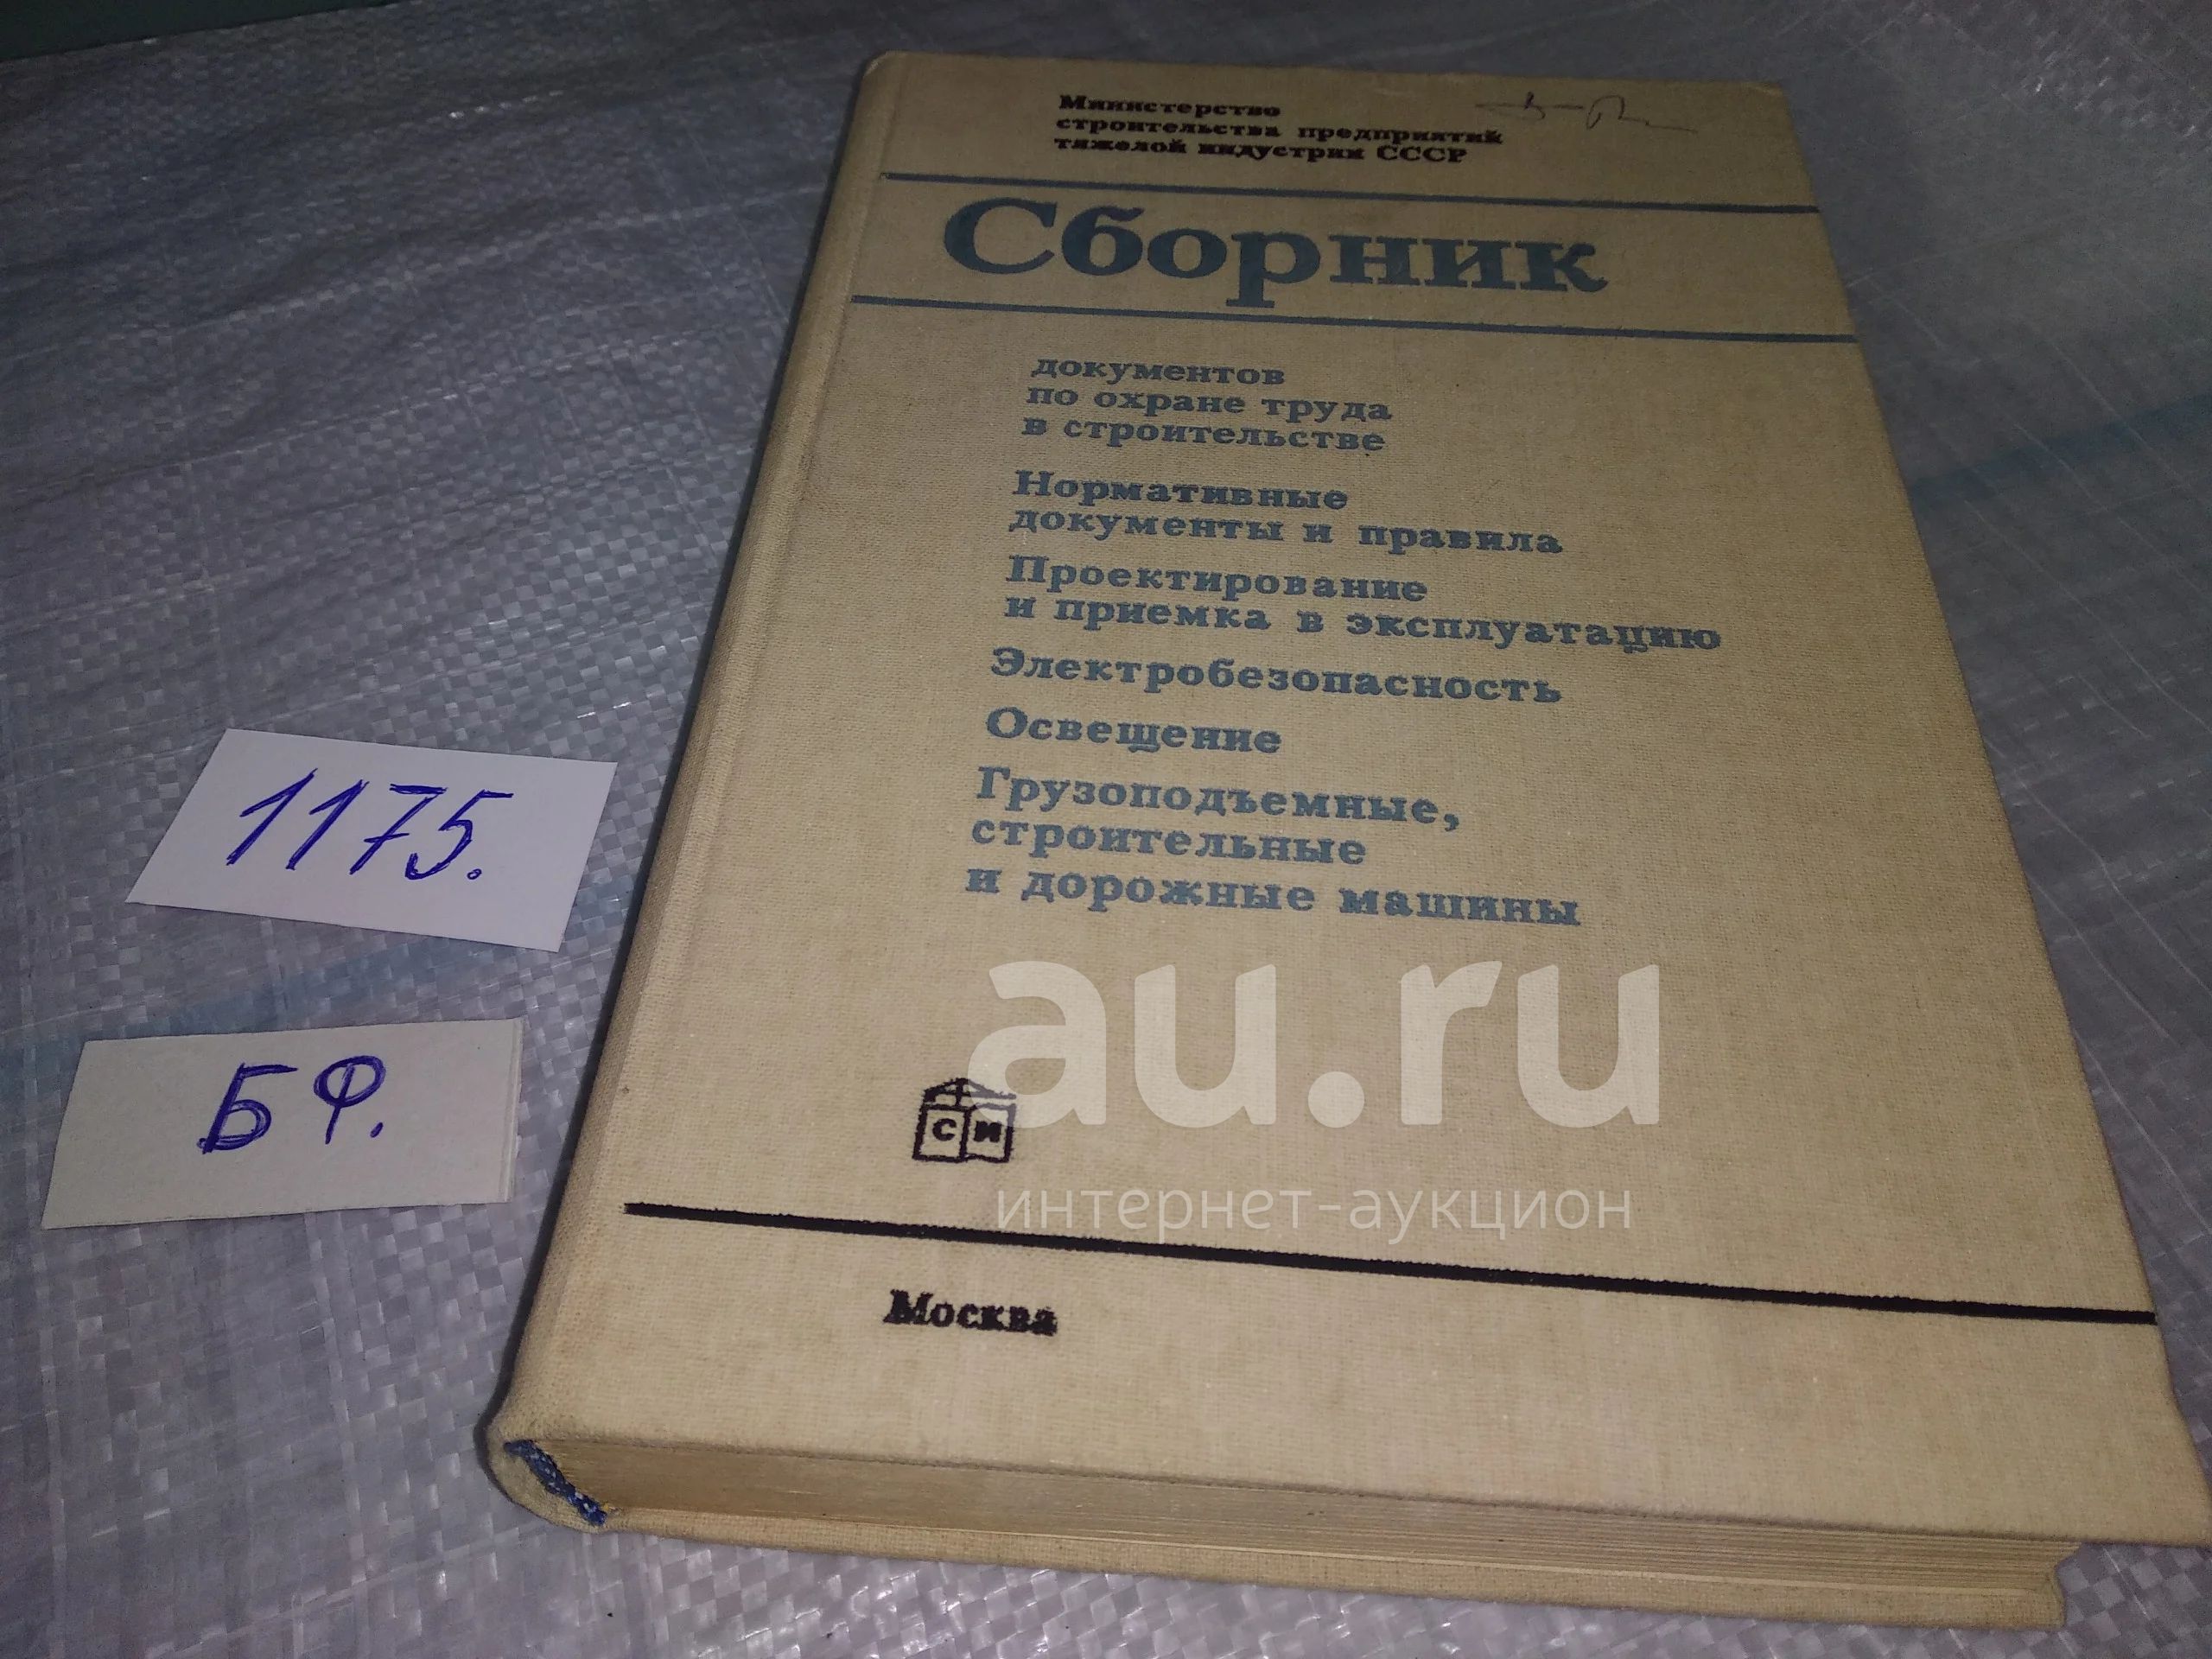 Министерство
строительства предприятий
тяжелой индустрии СССР
Сборник
документов
по охране труда
в строительстве
Нормативные
документы и правила
Проектирование
и приемка в эксплуатацию
Электробезопасность
Освещение
Грузоподъемные,
строительные
и дорожные машины
СИ
Москва
1175.
БФ.
au.ru
интернет-аукцион